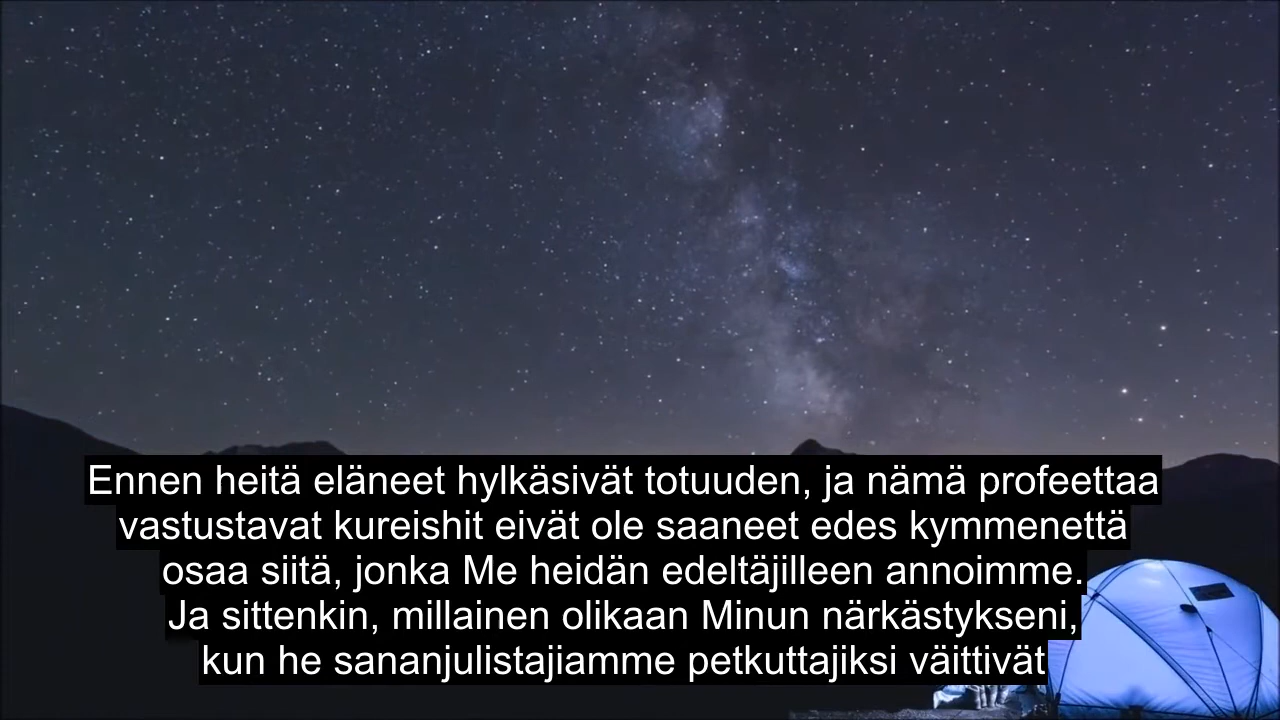 Ennen heitä eläneet hylkäsivät totuuden, ja nämä profeettaa
vastustavat kureishit eivät ole saaneet edes kymmenettä
osaa siitä, jonka Me heidän edeltäjilleen annoimme.
Ja sittenkin, millainen olikaan Minun närkästykseni,
kun he sananjulistajiamme petkuttajiksi väittivät